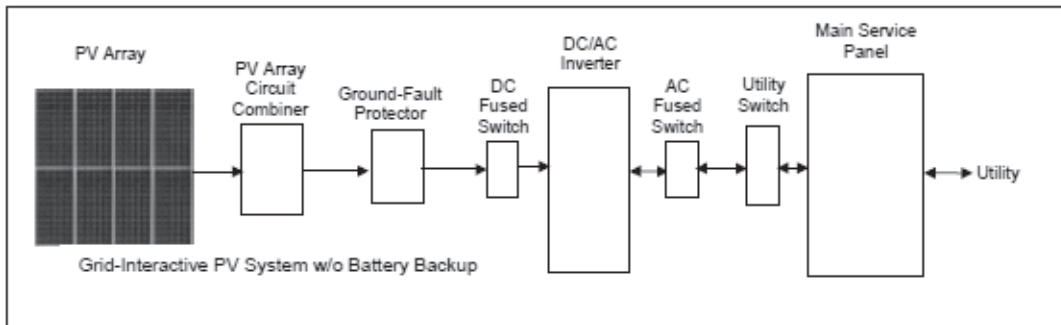 PV Array
PV Array
Circuit
Combiner
Ground-Fault
Protector
DC
Fused
Switch
DC/AC
Inverter
AC
Fused
Switch
Utility
Switch
Main Service
Panel
Utility
Grid-Interactive PV System w/o Battery Backup